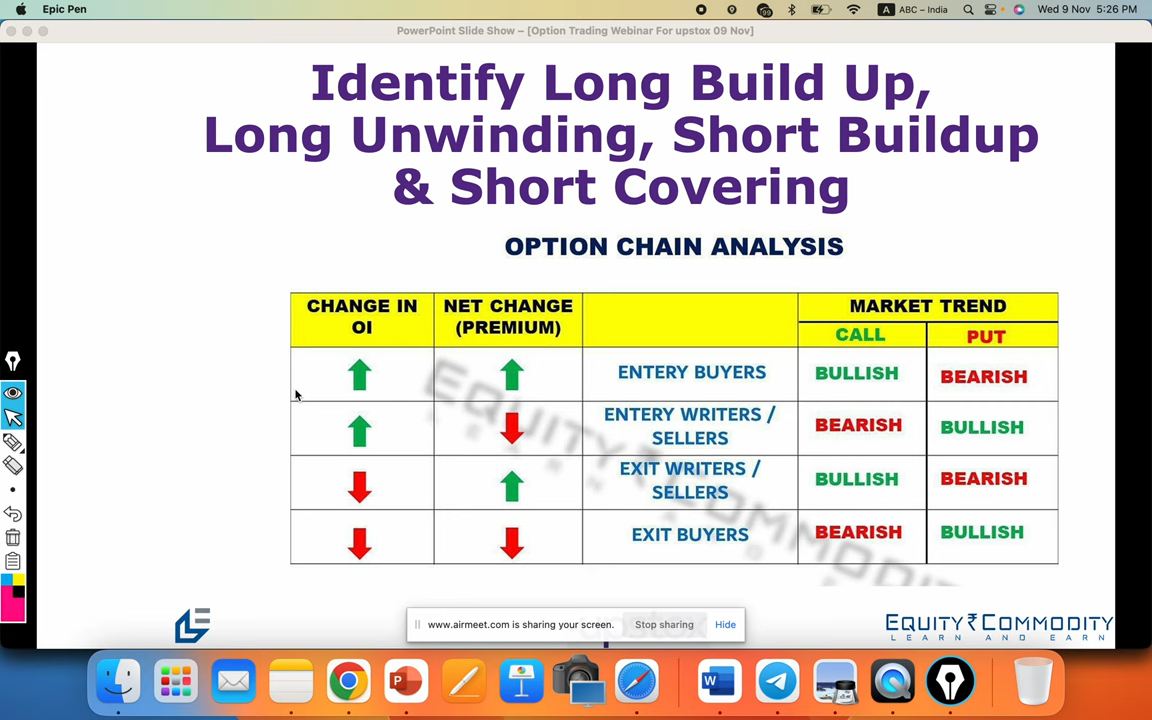 Epic Pen
99
A ABC – India
Wed 9 Nov 5:26 PM
PowerPoint Slide Show – [Option Trading Webinar For upstox 09 Nov]
Identify Long Build Up,
Long Unwinding, Short Buildup
& Short Covering
OPTION CHAIN ANALYSIS
CHANGE IN
OI
NET CHANGE
(PREMIUM)
MARKET TREND
CALL
PUT
ENTERY BUYERS
BULLISH
BEARISH
ENTERY WRITERS /
SELLERS
BEARISH
BULLISH
EXIT WRITERS /
SELLERS
BULLISH
BEARISH
EXIT BUYERS
BEARISH
BULLISH
EQUITY₹COMMODITY
www.airmeet.com is sharing your screen.
Stop sharing
Hide
EQUITY₹COMMODITY
LEARN AND EARN